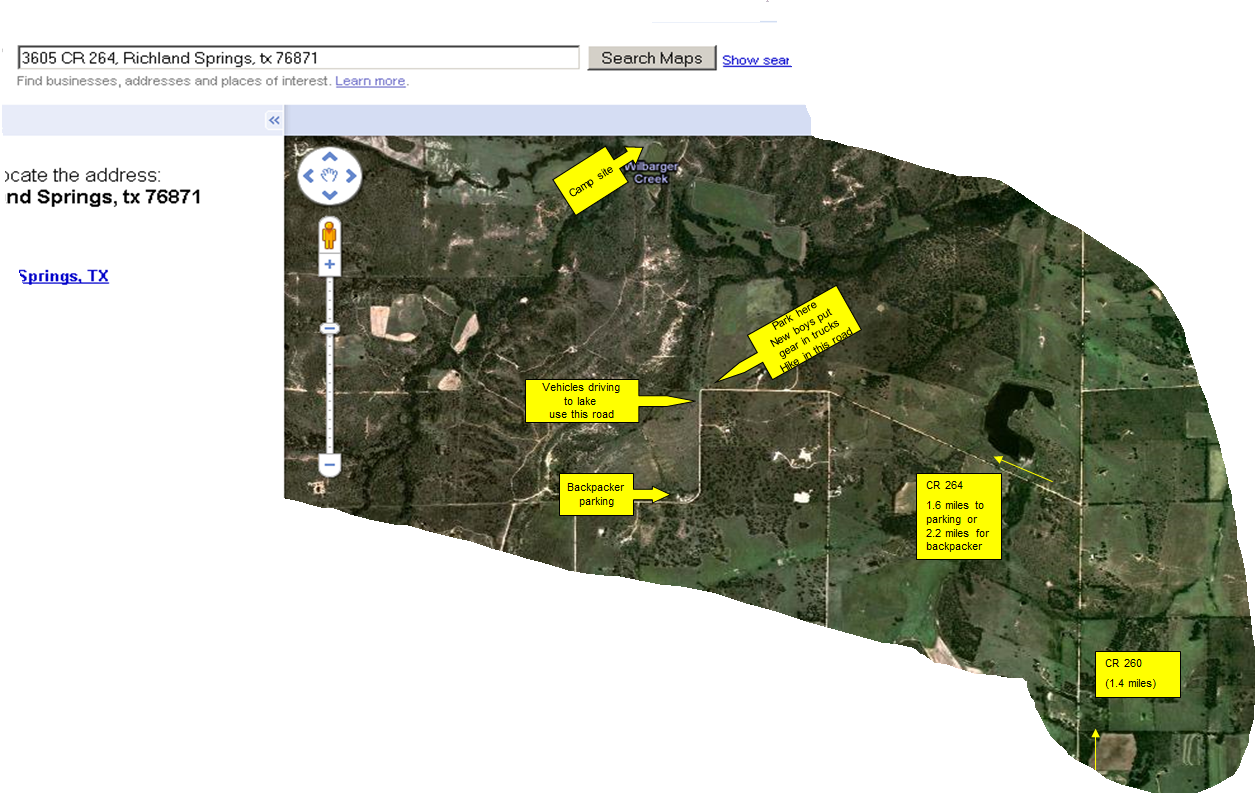 3605 CR 264, Richland Springs, tx 76871
Search Maps
Show sear
Find businesses, addresses and places of interest. Learn more.
«
ocate the address:
nd Springs, tx 76871
Springs, TX
Camp site
Wilbarger
Creek
Park here
New boys put
gear in trucks
Hike in this road
Vehicles driving
to lake
use this road
Backpacker
parking
CR 264
1.6 miles to
parking or
2.2 miles for
backpacker
CR 260
(1.4 miles)